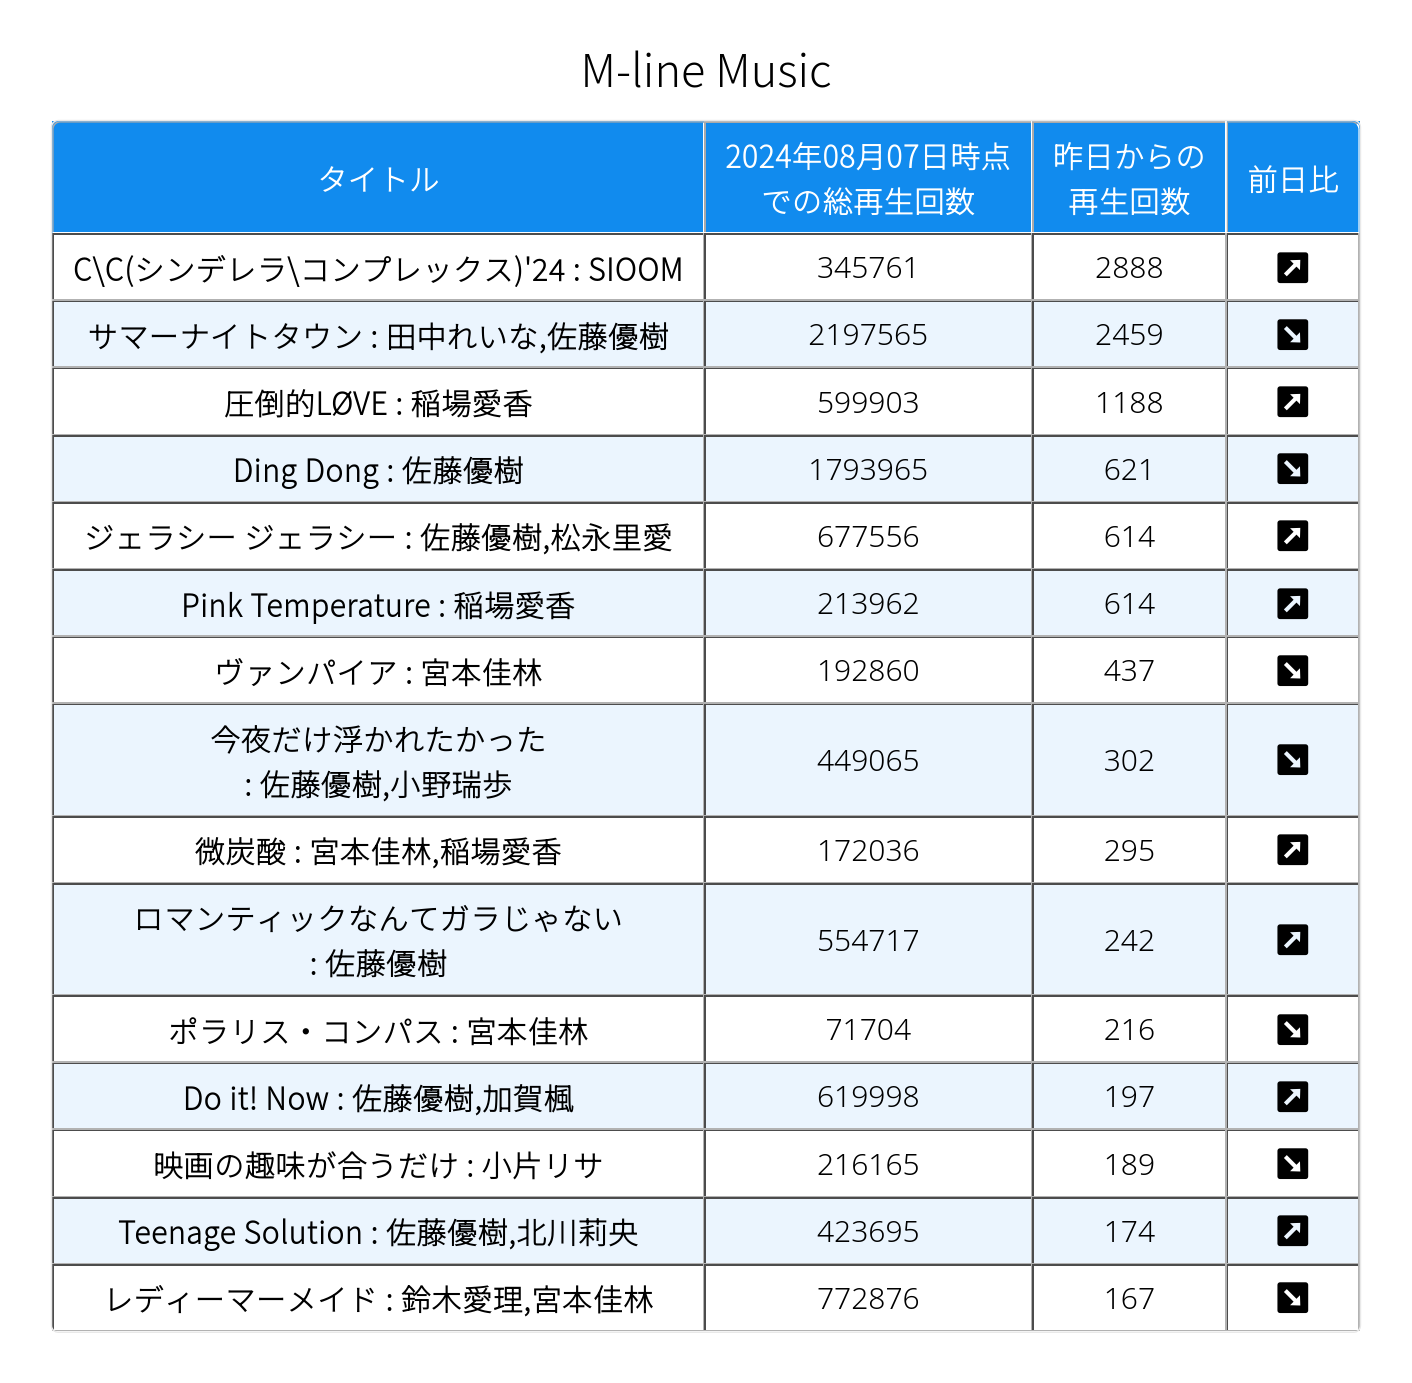 M-line Music
タイトル
2024年08月07日時点
での総再生回数
昨日からの
再生回数
前日比
C\C(シンデレラ\コンプレックス)'24 : SIOOM 345761 2888 ↗
サマーナイトタウン : 田中れいな,佐藤優樹 2197565 2459 ↘
圧倒的LØVE : 稲場愛香 599903 1188 ↗
Ding Dong : 佐藤優樹 1793965 621 ↘
ジェラシー ジェラシー : 佐藤優樹,松永里愛 677556 614 ↗
Pink Temperature : 稲場愛香 213962 614 ↗
ヴァンパイア : 宮本佳林 192860 437 ↘
今夜だけ浮かれたかった
: 佐藤優樹,小野瑞歩 449065 302 ↘
微炭酸 : 宮本佳林,稲場愛香 172036 295 ↗
ロマンティックなんてガラじゃない
: 佐藤優樹 554717 242 ↗
ポラリス・コンパス : 宮本佳林 71704 216 ↘
Do it! Now : 佐藤優樹,加賀楓 619998 197 ↗
映画の趣味が合うだけ : 小片リサ 216165 189 ↘
Teenage Solution : 佐藤優樹,北川莉央 423695 174 ↗
レディーマーメイド : 鈴木愛理,宮本佳林 772876 167 ↘